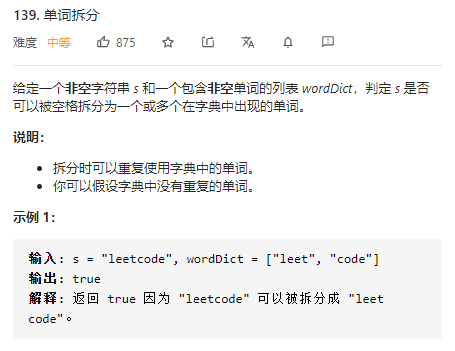 139. 单词拆分
难度 中等 875
给定一个非空字符串 s 和一个包含非空单词的列表 wordDict，判定 s 是否
可以被空格拆分为一个或多个在字典中出现的单词。
说明：
• 拆分时可以重复使用字典中的单词。
• 你可以假设字典中没有重复的单词。
示例 1：
输入: s = "leetcode", wordDict = ["leet", "code"]
输出: true
解释: 返回 true 因为 "leetcode" 可以被拆分成 "leet
code"。